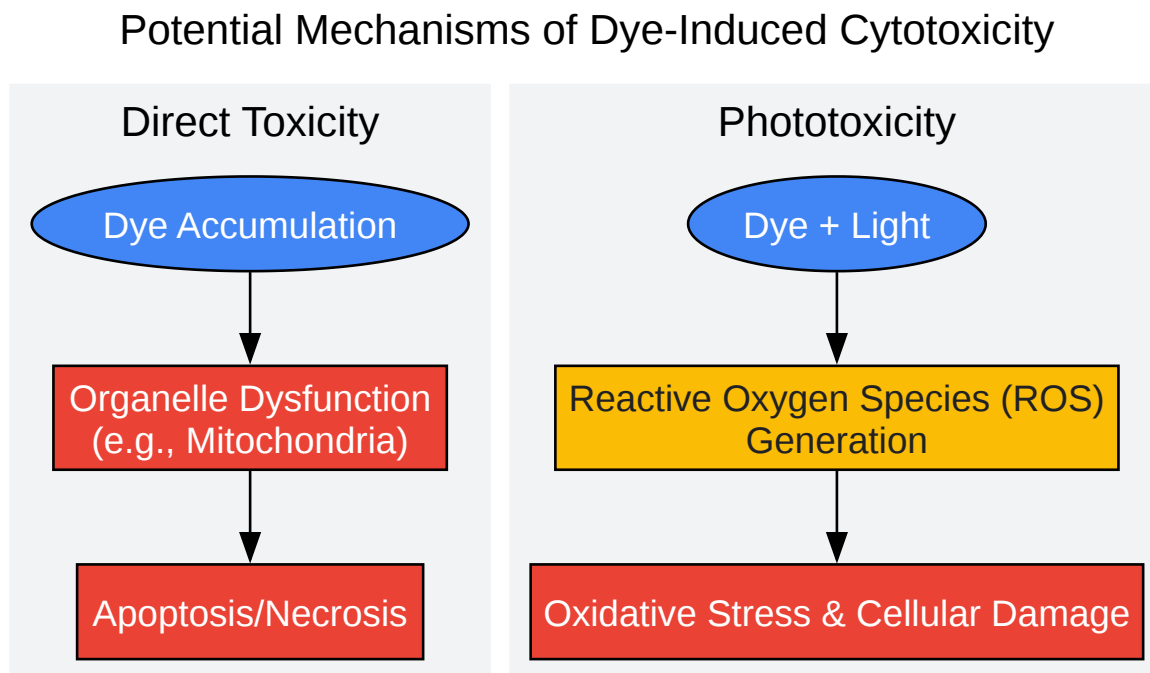 Potential Mechanisms of Dye-Induced Cytotoxicity
Direct Toxicity
Dye Accumulation
Organelle Dysfunction
(e.g., Mitochondria)
Apoptosis/Necrosis
Phototoxicity
Dye + Light
Reactive Oxygen Species (ROS)
Generation
Oxidative Stress & Cellular Damage